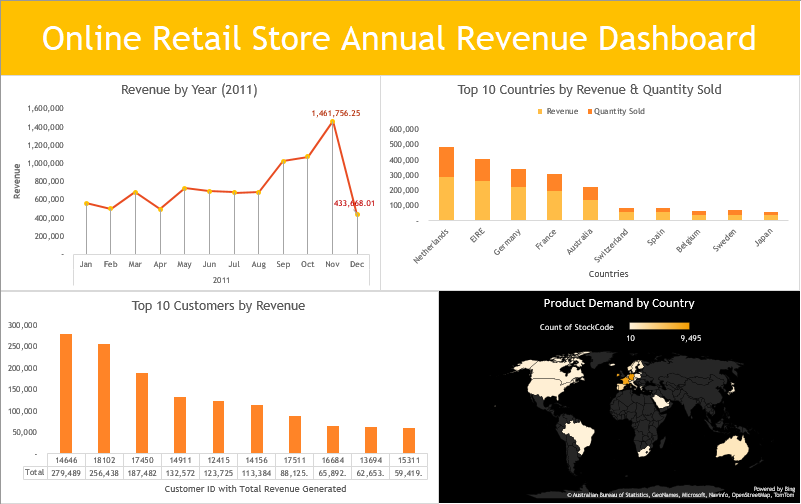 Online Retail Store Annual Revenue Dashboard
Revenue by Year (2011)
1,600,000
1,400,000
1,200,000
1,000,000
800,000
600,000
400,000
200,000
-
Revenue
1,461,756.25
433,668.01
Jan Feb Mar Apr May Jun Jul Aug Sep Oct Nov Dec
2011
Top 10 Countries by Revenue & Quantity Sold
Revenue Quantity Sold
600,000
500,000
400,000
300,000
200,000
100,000
-
Netherlands EIRE Germany France Australia Switzerland Spain Belgium Sweden Japan
Countries
Top 10 Customers by Revenue
300,000
250,000
200,000
150,000
100,000
50,000
-
14646 18102 17450 14911 12415 14156 17511 16684 13694 15311
Total 279,489 256,438 187,482 132,572 123,725 113,384 88,125. 65,892. 62,653. 59,419.
Customer ID with Total Revenue Generated
Product Demand by Country
Count of StockCode
10 9,495
Powered by Bing
© Australian Bureau of Statistics, GeoNames, Microsoft, Navinfo, OpenStreetMap, TomTom